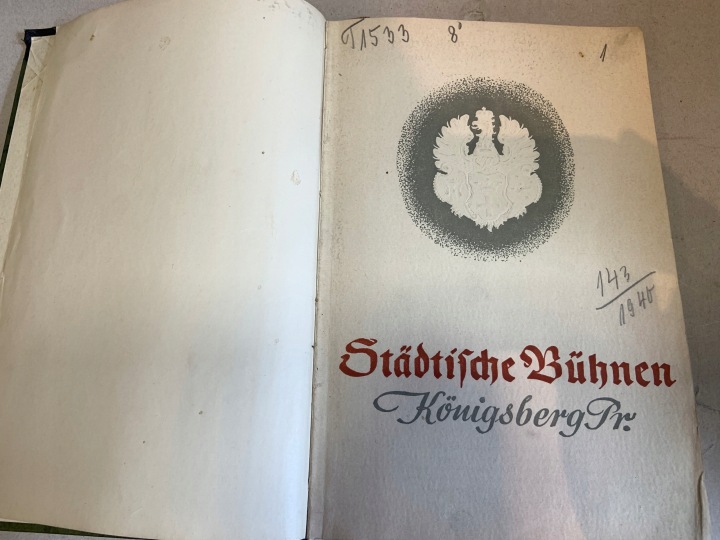 T1533 8° 1
143
1940
Städtische Bühnen
Königsberg Pr.